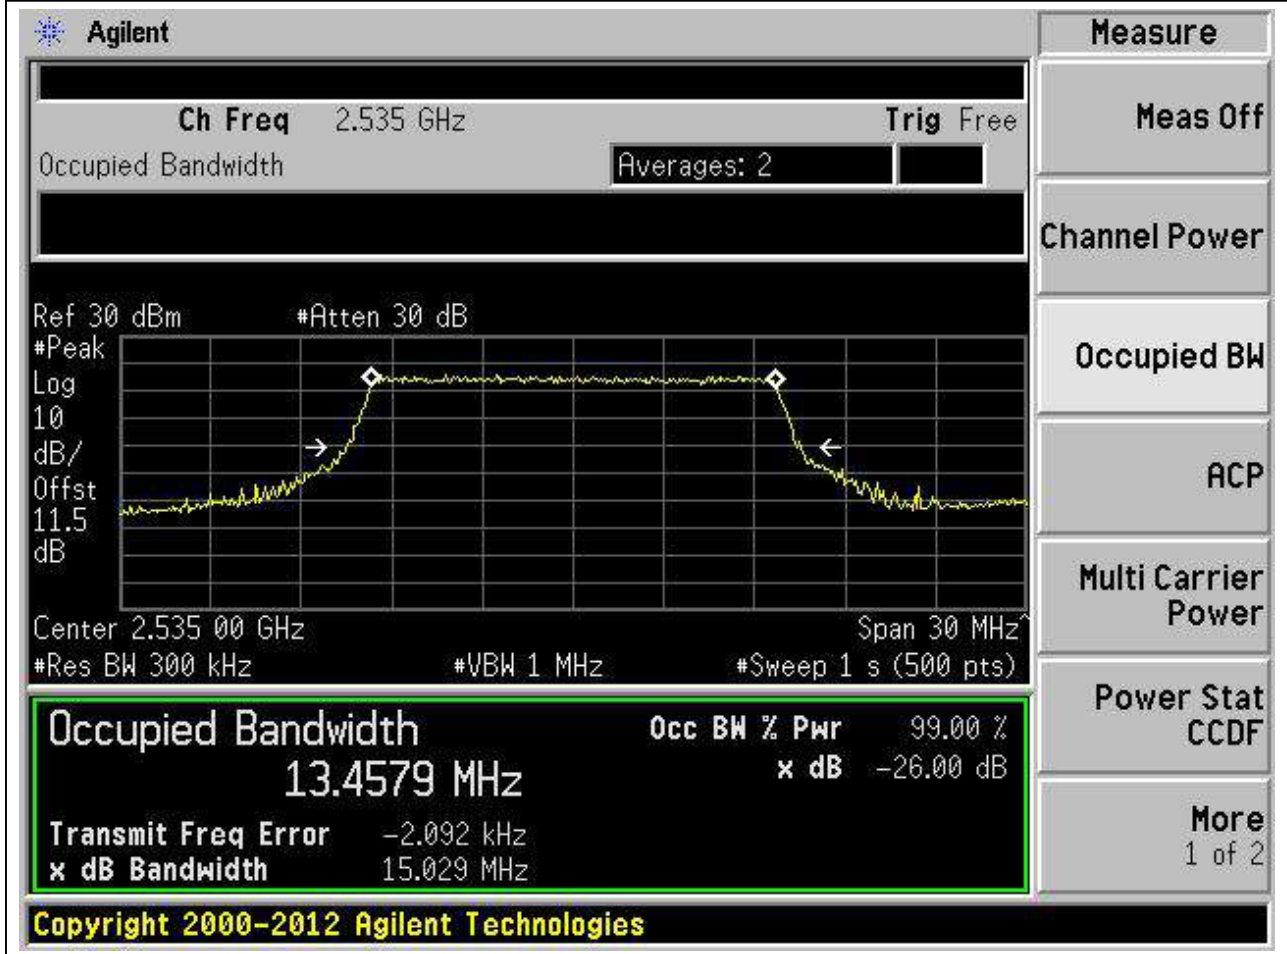 Agilent
Ch Freq 2.535 GHz Trig Free
Occupied Bandwidth Averages: 2
Ref 30 dBm #Atten 30 dB
#Peak
Log
10
dB/
Offst
11.5
dB
Center 2.535 00 GHz Span 30 MHz^
#Res BW 300 kHz #VBW 1 MHz #Sweep 1 s (500 pts)
Occupied Bandwidth Occ BW % Pwr 99.00 %
13.4579 MHz x dB -26.00 dB
Transmit Freq Error -2.092 kHz
x dB Bandwidth 15.029 MHz
Copyright 2000-2012 Agilent Technologies
Measure
Meas Off
Channel Power
Occupied BW
ACP
Multi Carrier
Power
Power Stat
CCDF
More
1 of 2